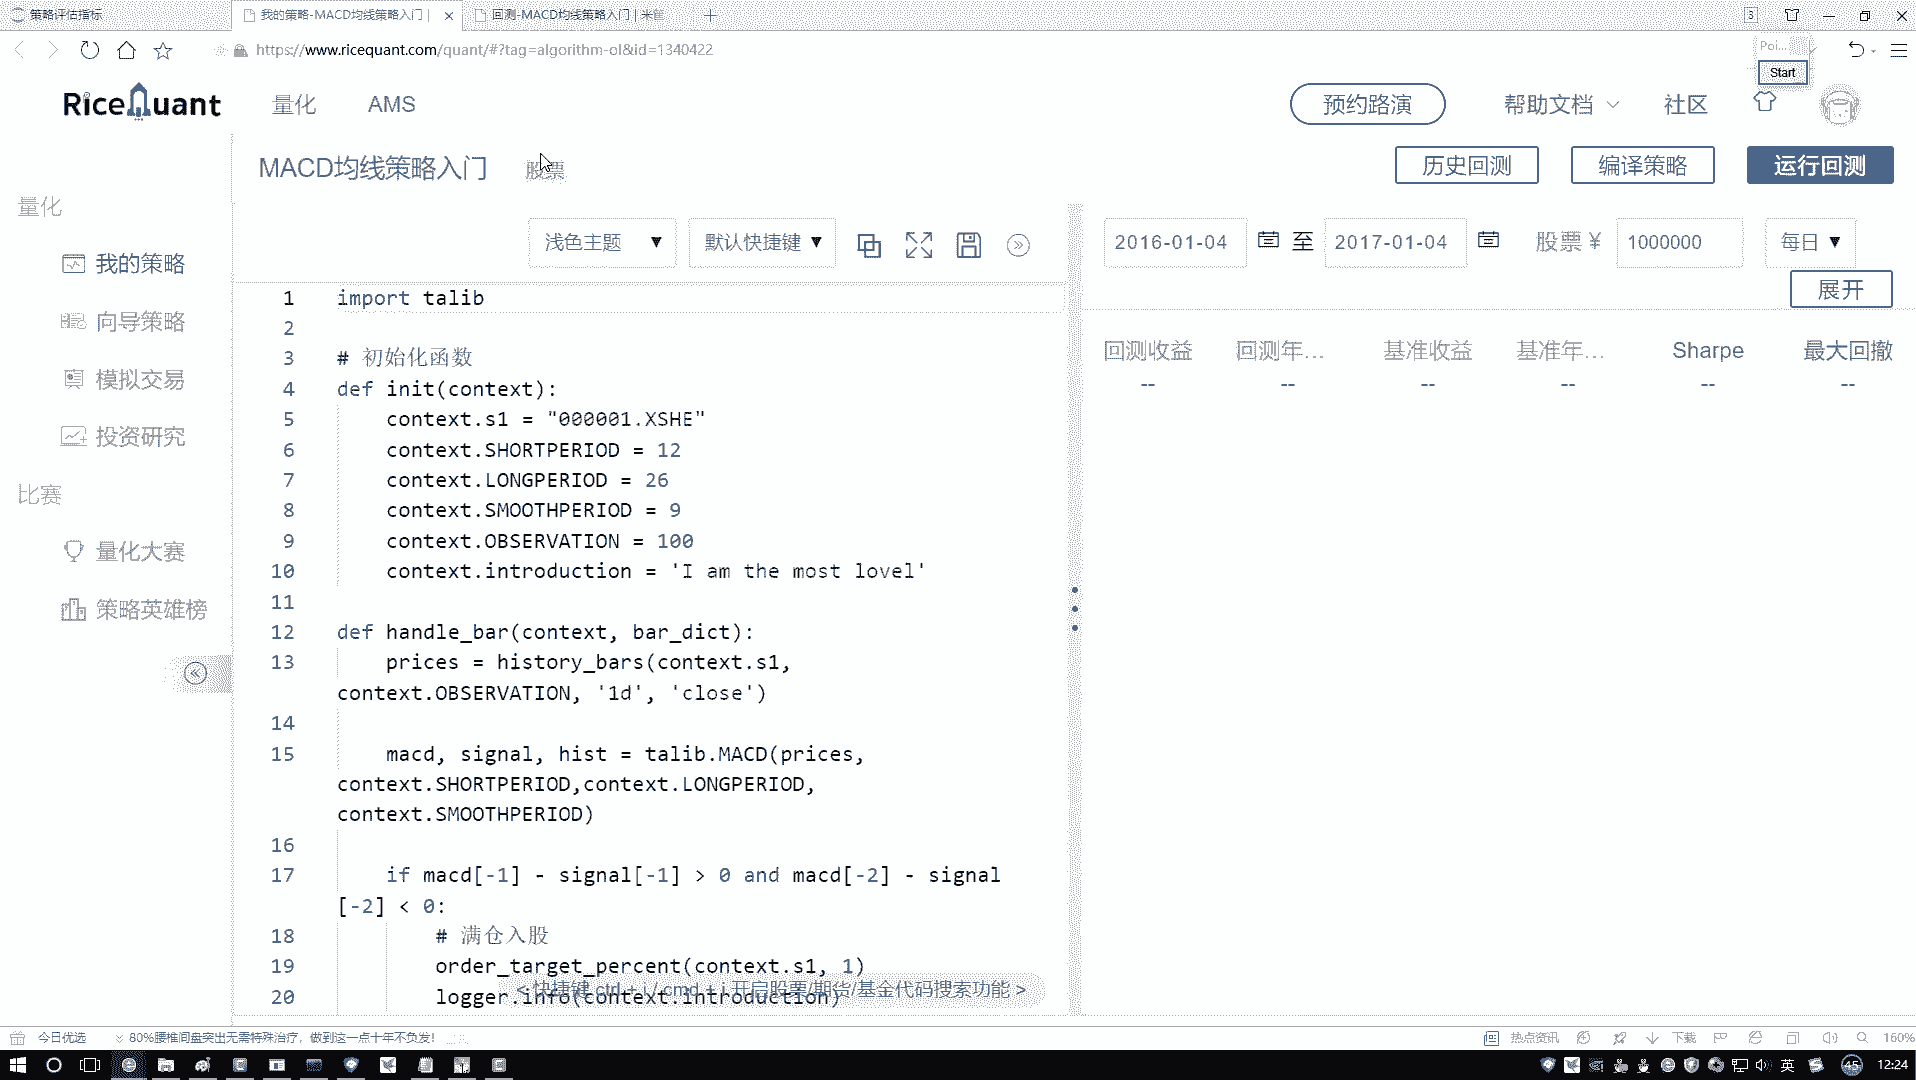 策略评估指标
我的策略-MACD均线策略入门 |
回测-MACD均线策略入门 | 米筐
3
https://www.ricequant.com/quant/#?tag=algorithm-ol&id=1340422
Poi...
Start
RiceQuant
量化
AMS
预约路演
帮助文档
社区
MACD均线策略入门
股票
历史回测
编译策略
运行回测
量化
我的策略
向导策略
模拟交易
投资研究
比赛
量化大赛
策略英雄榜
浅色主题 ▼
默认快捷键 ▼
2016-01-04
至
2017-01-04
股票 ¥
1000000
每日 ▼
展开
回测收益 回测年... 基准收益 基准年... Sharpe 最大回撤
-- -- -- -- -- --
1 import talib
2
3 # 初始化函数
4 def init(context):
5 context.s1 = "000001.XSHE"
6 context.SHORTPERIOD = 12
7 context.LONGPERIOD = 26
8 context.SMOOTHPERIOD = 9
9 context.OBSERVATION = 100
10 context.introduction = 'I am the most lovel'
11
12 def handle_bar(context, bar_dict):
13 prices = history_bars(context.s1,
context.OBSERVATION, '1d', 'close')
14
15 macd, signal, hist = talib.MACD(prices,
context.SHORTPERIOD,context.LONGPERIOD,
context.SMOOTHPERIOD)
16
17 if macd[-1] - signal[-1] > 0 and macd[-2] - signal
[-2] < 0:
18 # 满仓入股
19 order_target_percent(context.s1, 1)
20 logger.info(context.introduction)
< 快捷键 ctrl + i / cmd + i 开启股票/期货/基金代码搜索功能 >
今日优选
80%腰椎间盘突出无需特殊治疗，做到这一点十年不负发！
热点资讯
下载
160%
英
45
12:24